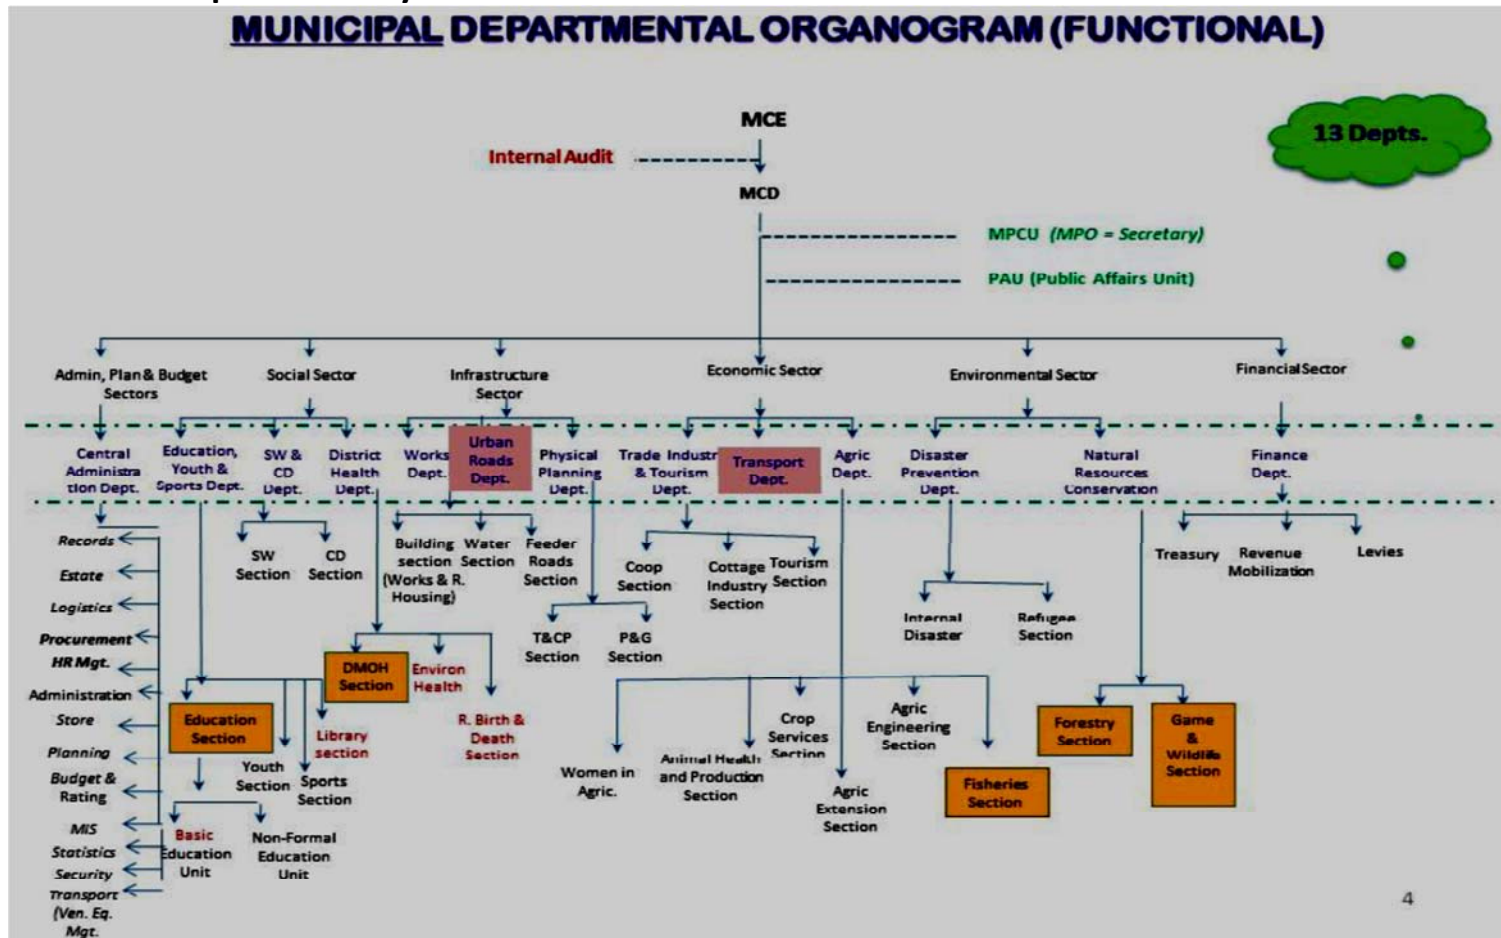 MUNICIPAL DEPARTMENTAL ORGANOGRAM (FUNCTIONAL)
MCE
13 Depts.
Internal Audit
MCD
MPCU (MPO = Secretary)
PAU (Public Affairs Unit)
Admin, Plan & Budget
Sectors
Social Sector
Infrastructure
Sector
Economic Sector
Environmental Sector
Financial Sector
Central
Administra
tion Dept.
Education,
Youth &
Sports Dept.
SW &
CD
Dept.
District
Health
Dept.
Works
Dept.
Urban
Roads
Dept.
Physical
Planning
Dept.
Trade Industr
& Tourism
Dept.
Transport
Dept.
Agric
Dept.
Disaster
Prevention
Dept.
Natural
Resources
Conservation
Finance
Dept.
Records
Estate
Logistics
Procurement
HR Mgt.
Administration
Store
Planning
Budget &
Rating
MIS
Statistics
Security
Transport
(Ven. Eq.
Mgt.
SW
Section
CD
Section
Building
section
(Works & R.
Housing)
Water
Section
Feeder
Roads
Section
Coop
Section
Cottage
Industry
Section
Tourism
Section
Treasury
Revenue
Mobilization
Levies
T&CP
Section
P&G
Section
Internal
Disaster
Refugee
Section
DMOH
Section
Environ
Health
R. Birth &
Death
Section
Education
Section
Youth
Section
Sports
Section
Library
section
Basic
Education
Unit
Non-Formal
Education
Unit
Women in
Agric.
Animal Health
and Production
Section
Crop
Services
Section
Agric
Extension
Section
Agric
Engineering
Section
Fisheries
Section
Forestry
Section
Game
&
Wildlife
Section
4